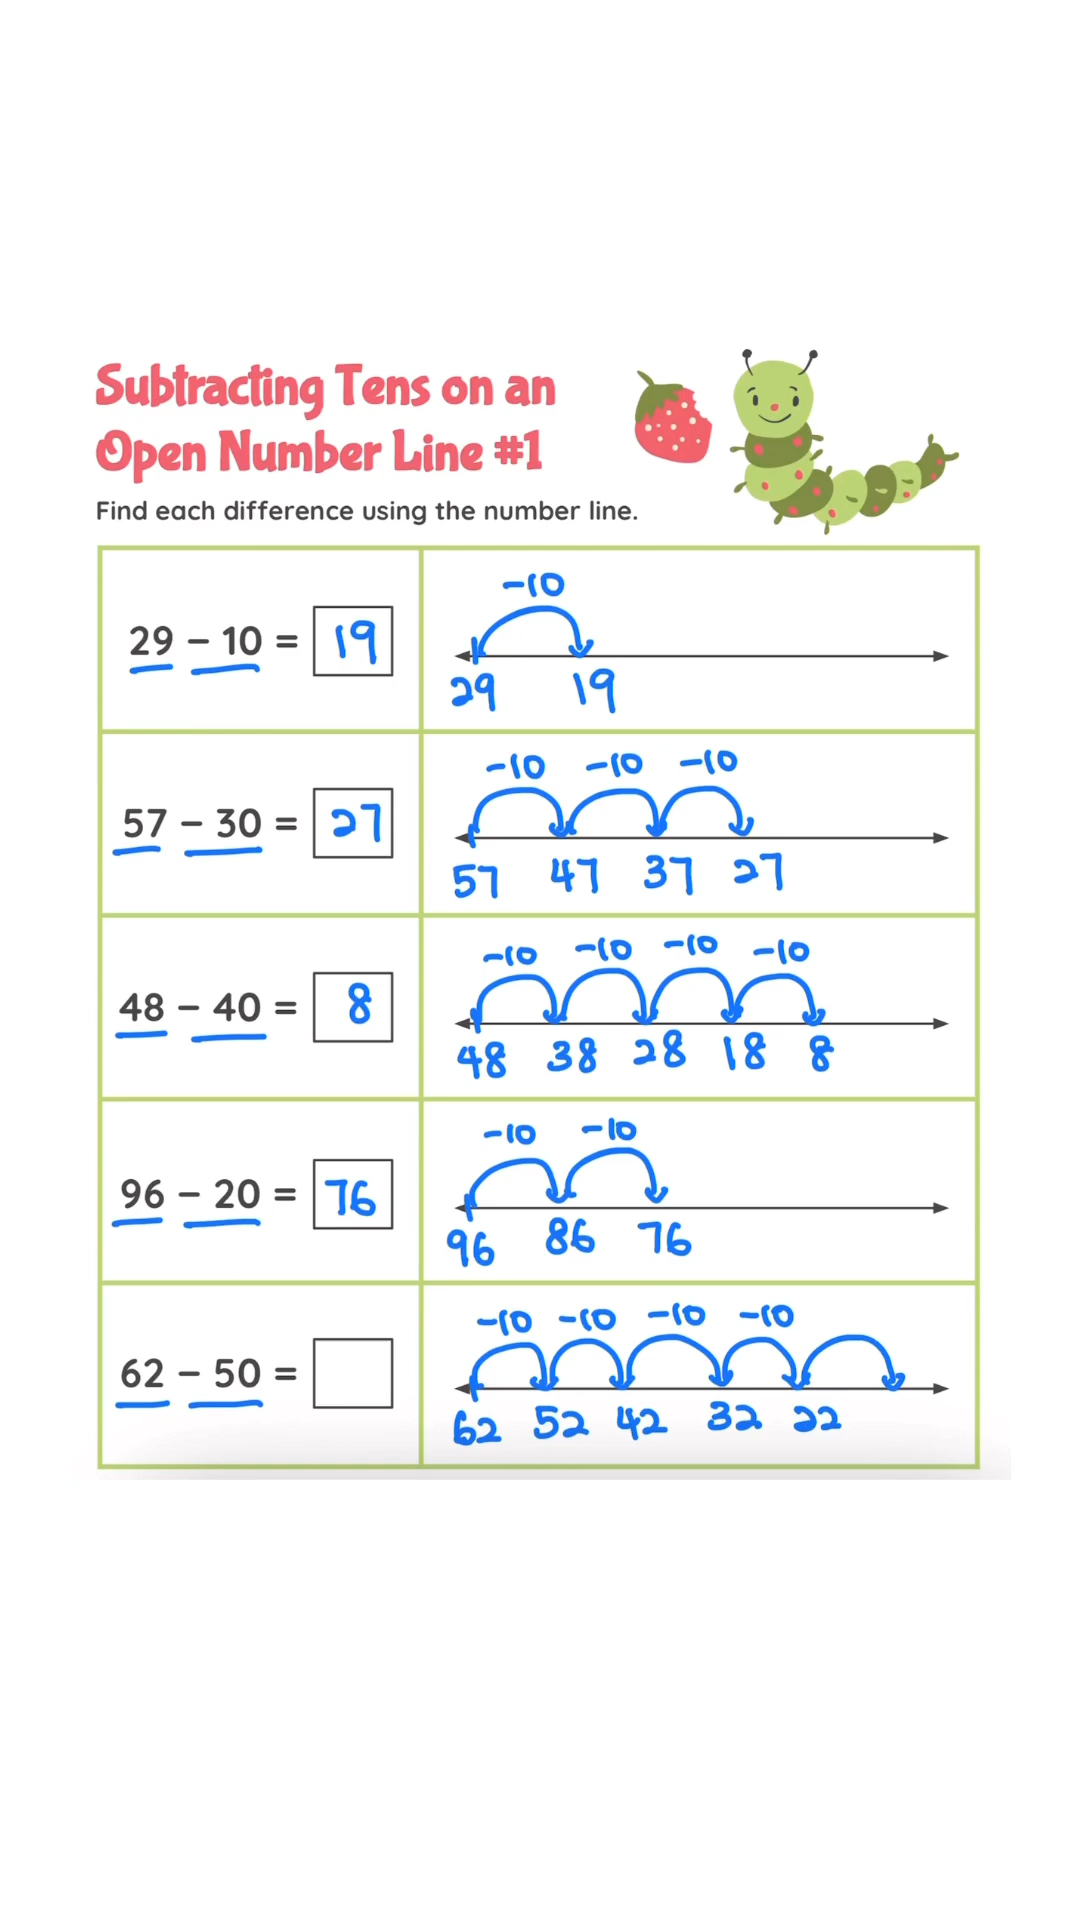 Subtracting Tens on an
Open Number Line #1
Find each difference using the number line.
-10
29 – 10 = 19
29 19
-10 -10 -10
57 – 30 = 27
57 47 37 27
-10 -10 -10 -10
48 – 40 = 8
48 38 28 18 8
-10 -10
96 – 20 = 76
96 86 76
-10 -10 -10 -10
62 – 50 =
62 52 42 32 22